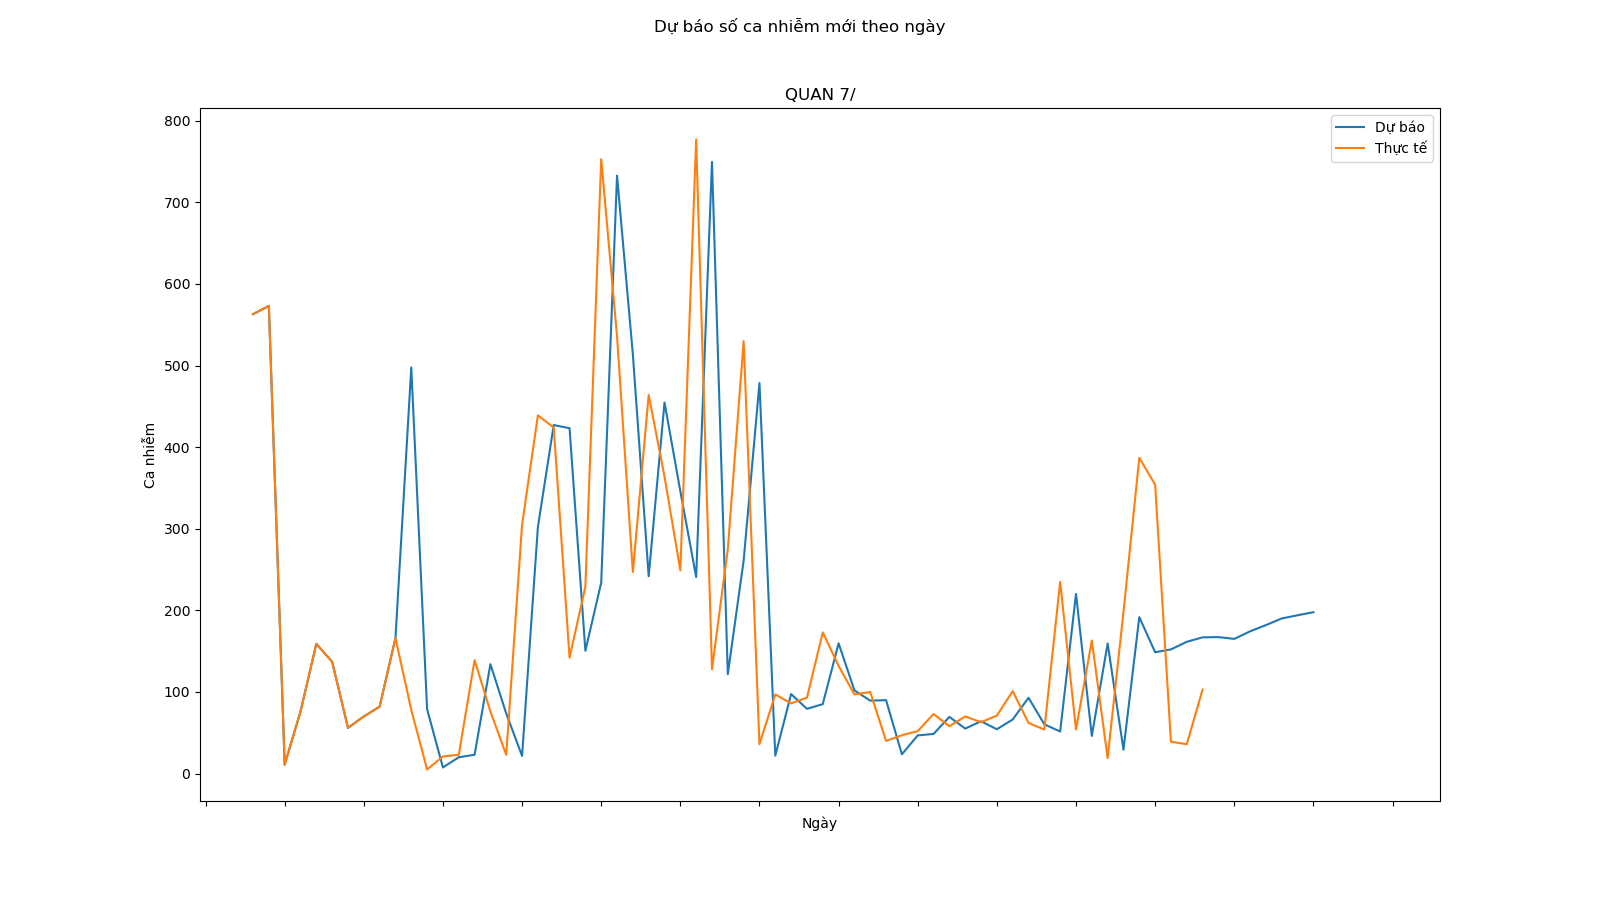 Dự báo số ca nhiễm mới theo ngày
QUAN 7/
Dự báo
Thực tế
800
700
600
500
400
300
200
100
0
Ca nhiễm
Ngày